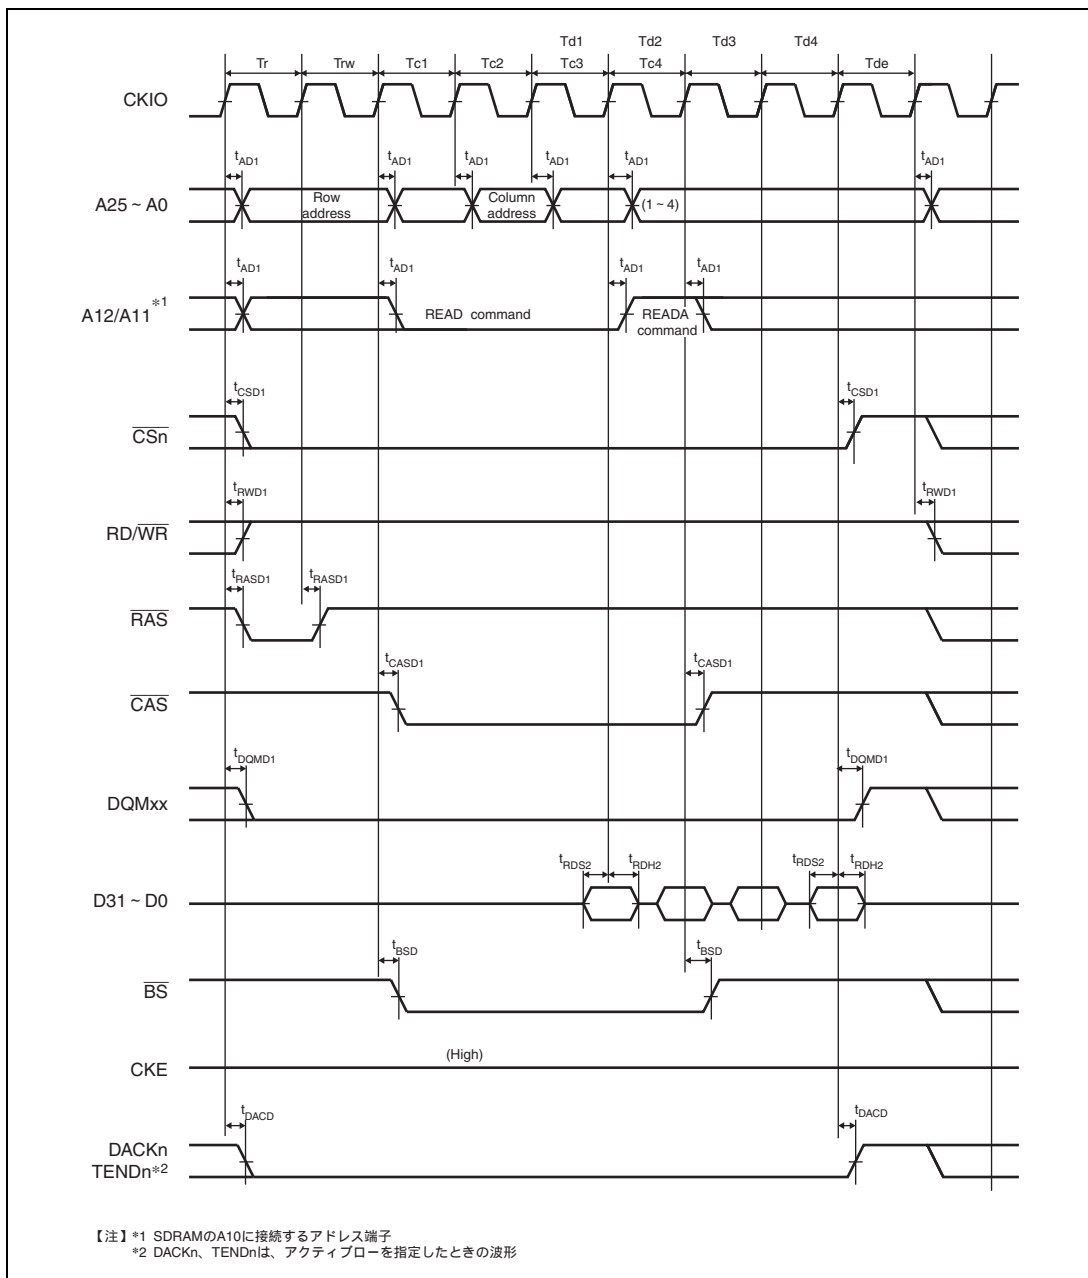 Td1 Td2 Td3 Td4
Tr Trw Tc1 Tc2 Tc3 Tc4 Tde
CKIO
tAD1 tAD1 tAD1 tAD1 tAD1 tAD1
A25 ~ A0 Row address Column address (1 ~ 4)
tAD1 tAD1 tAD1 tAD1
A12/A11*1 READ command READA command
tCSD1 tCSD1
CSn
tRWD1 tRWD1
RD/WR
tRASD1 tRASD1
RAS
tCASD1 tCASD1
CAS
tDQMD1 tDQMD1
DQMxx
tRDS2 tRDH2 tRDS2 tRDH2
D31 ~ D0
tBSD tBSD
BS
(High)
CKE
tDACD tDACD
DACKn
TENDn*2
【注】*1 SDRAMのA10に接続するアドレス端子
*2 DACKn、TENDnは、アクティブローを指定したときの波形